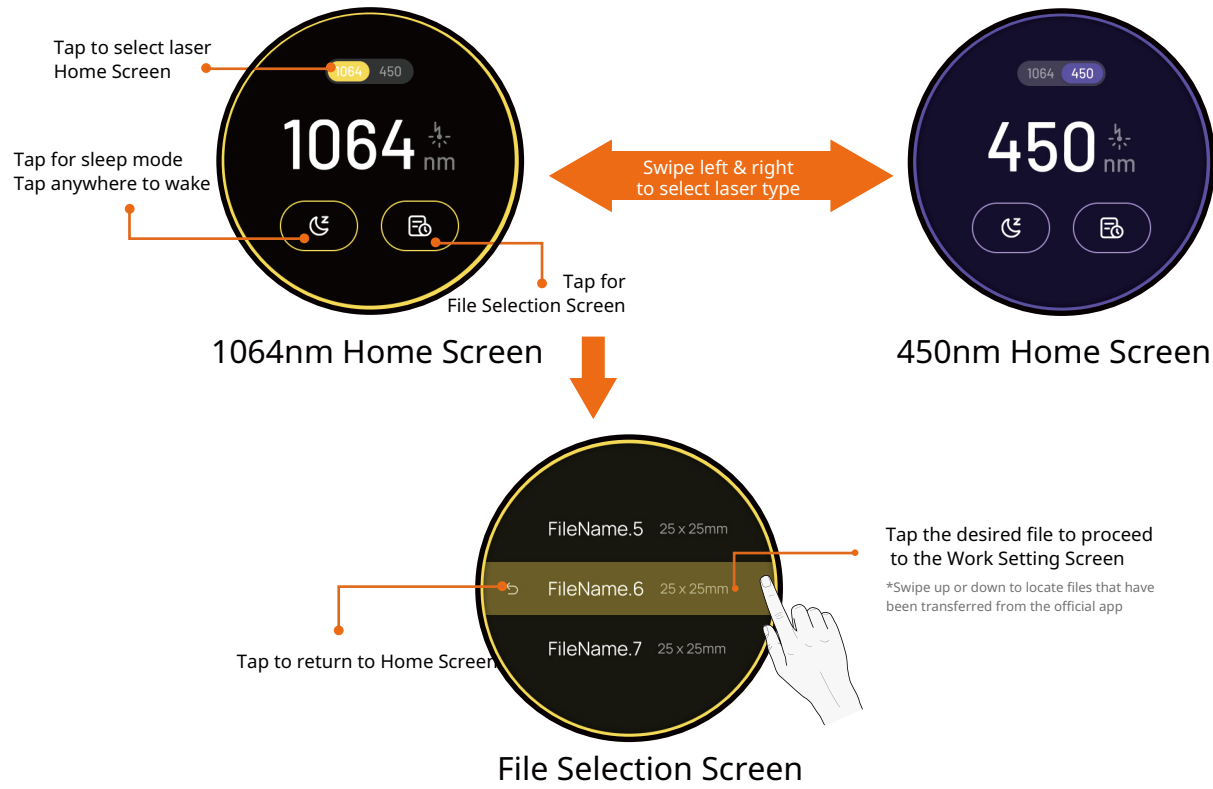 Tap to select laser
Home Screen
1064 450
1064
nm
Tap for sleep mode
Tap anywhere to wake
Tap for
File Selection Screen
1064nm Home Screen
Swipe left & right
to select laser type
1064 450
450
nm
450nm Home Screen
FileName.5 25 x 25mm
FileName.6 25 x 25mm
FileName.7 25 x 25mm
Tap the desired file to proceed
to the Work Setting Screen
*Swipe up or down to locate files that have
been transferred from the official app
Tap to return to Home Screen
File Selection Screen